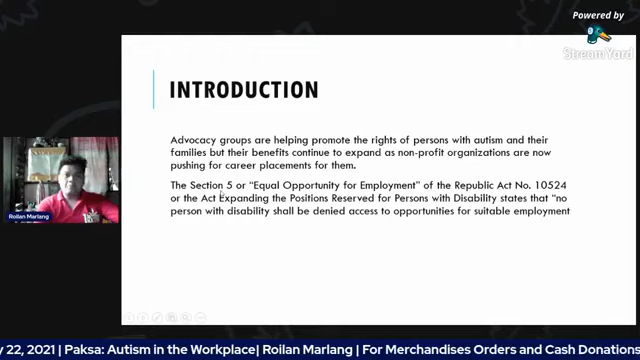 Powered by
StreamYard
INTRODUCTION
Advocacy groups are helping promote the rights of persons with autism and their
families but their benefits continue to expand as non-profit organizations are now
pushing for career placements for them.
The Section 5 or “Equal Opportunity for Employment” of the Republic Act No. 10524
or the Act Expanding the Positions Reserved for Persons with Disability states that “no
person with disability shall be denied access to opportunities for suitable employment
Roilan Marlang
22, 2021 | Paksa: Autism in the Workplace| Roilan Marlang | For Merchandises Orders and Cash Donations